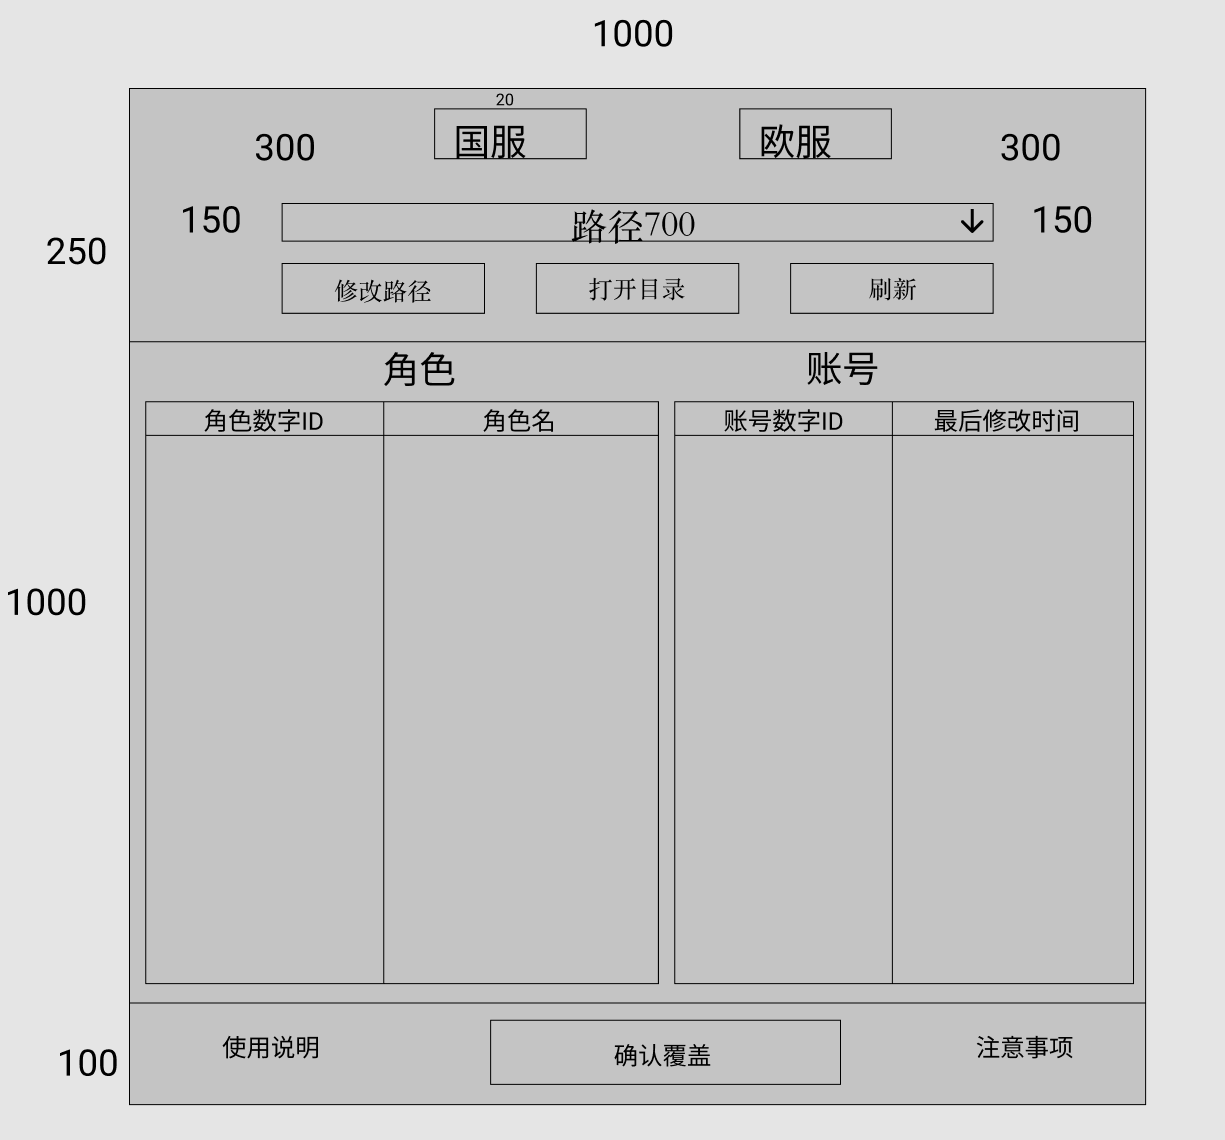 1000
20
300
国服
欧服
300
150
路径700
150
250
修改路径
打开目录
刷新
角色
账号
角色数字ID
角色名
账号数字ID
最后修改时间
1000
使用说明
确认覆盖
注意事项
100